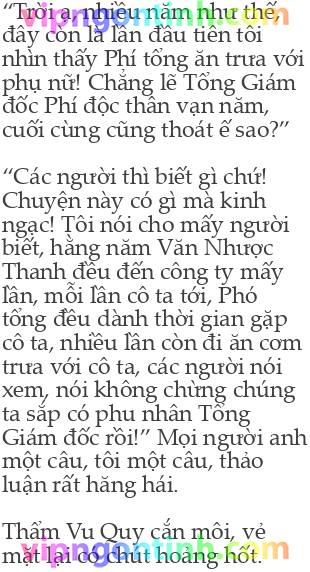 “Trời ạ, nhiều năm như thế,
đây còn là lần đầu tiên tôi
nhìn thấy Phí tổng ăn trưa với
phụ nữ! Chẳng lẽ Tổng Giám
đốc Phí độc thân vạn năm,
cuối cùng cũng thoát ế sao?”
“Các người thì biết gì chứ!
Chuyện này có gì mà kinh
ngạc! Tôi nói cho mấy người
biết, hằng năm Văn Nhược
Thanh đều đến công ty mấy
lần, mỗi lần cô ta tới, Phó
tổng đều dành thời gian gặp
cô ta, nhiều lần còn đi ăn cơm
trưa với cô ta, các người nói
xem, nói không chừng chúng
ta sắp có phu nhân Tổng
Giám đốc rồi!” Mọi người anh
một câu, tôi một câu, thảo
luận rất hăng hái.
Thẩm Vu Quy cắn môi, vẻ
mặt lại có chút hoảng hốt.
vipngontinh.com
vipngontinh.com